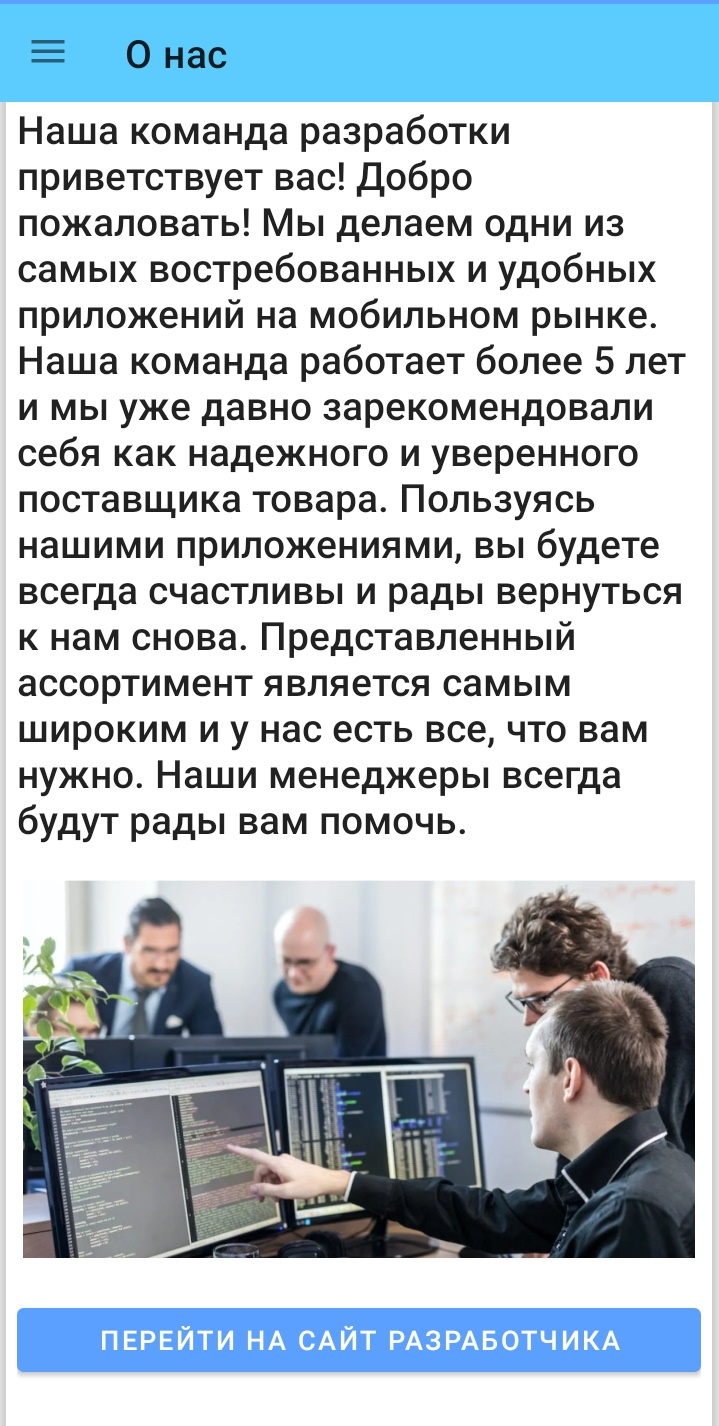 О нас
Наша команда разработки
приветствует вас! Добро
пожаловать! Мы делаем одни из
самых востребованных и удобных
приложений на мобильном рынке.
Наша команда работает более 5 лет
и мы уже давно зарекомендовали
себя как надежного и уверенного
поставщика товара. Пользуясь
нашими приложениями, вы будете
всегда счастливы и рады вернуться
к нам снова. Представленный
ассортимент является самым
широким и у нас есть все, что вам
нужно. Наши менеджеры всегда
будут рады вам помочь.
ПЕРЕЙТИ НА САЙТ РАЗРАБОТЧИКА